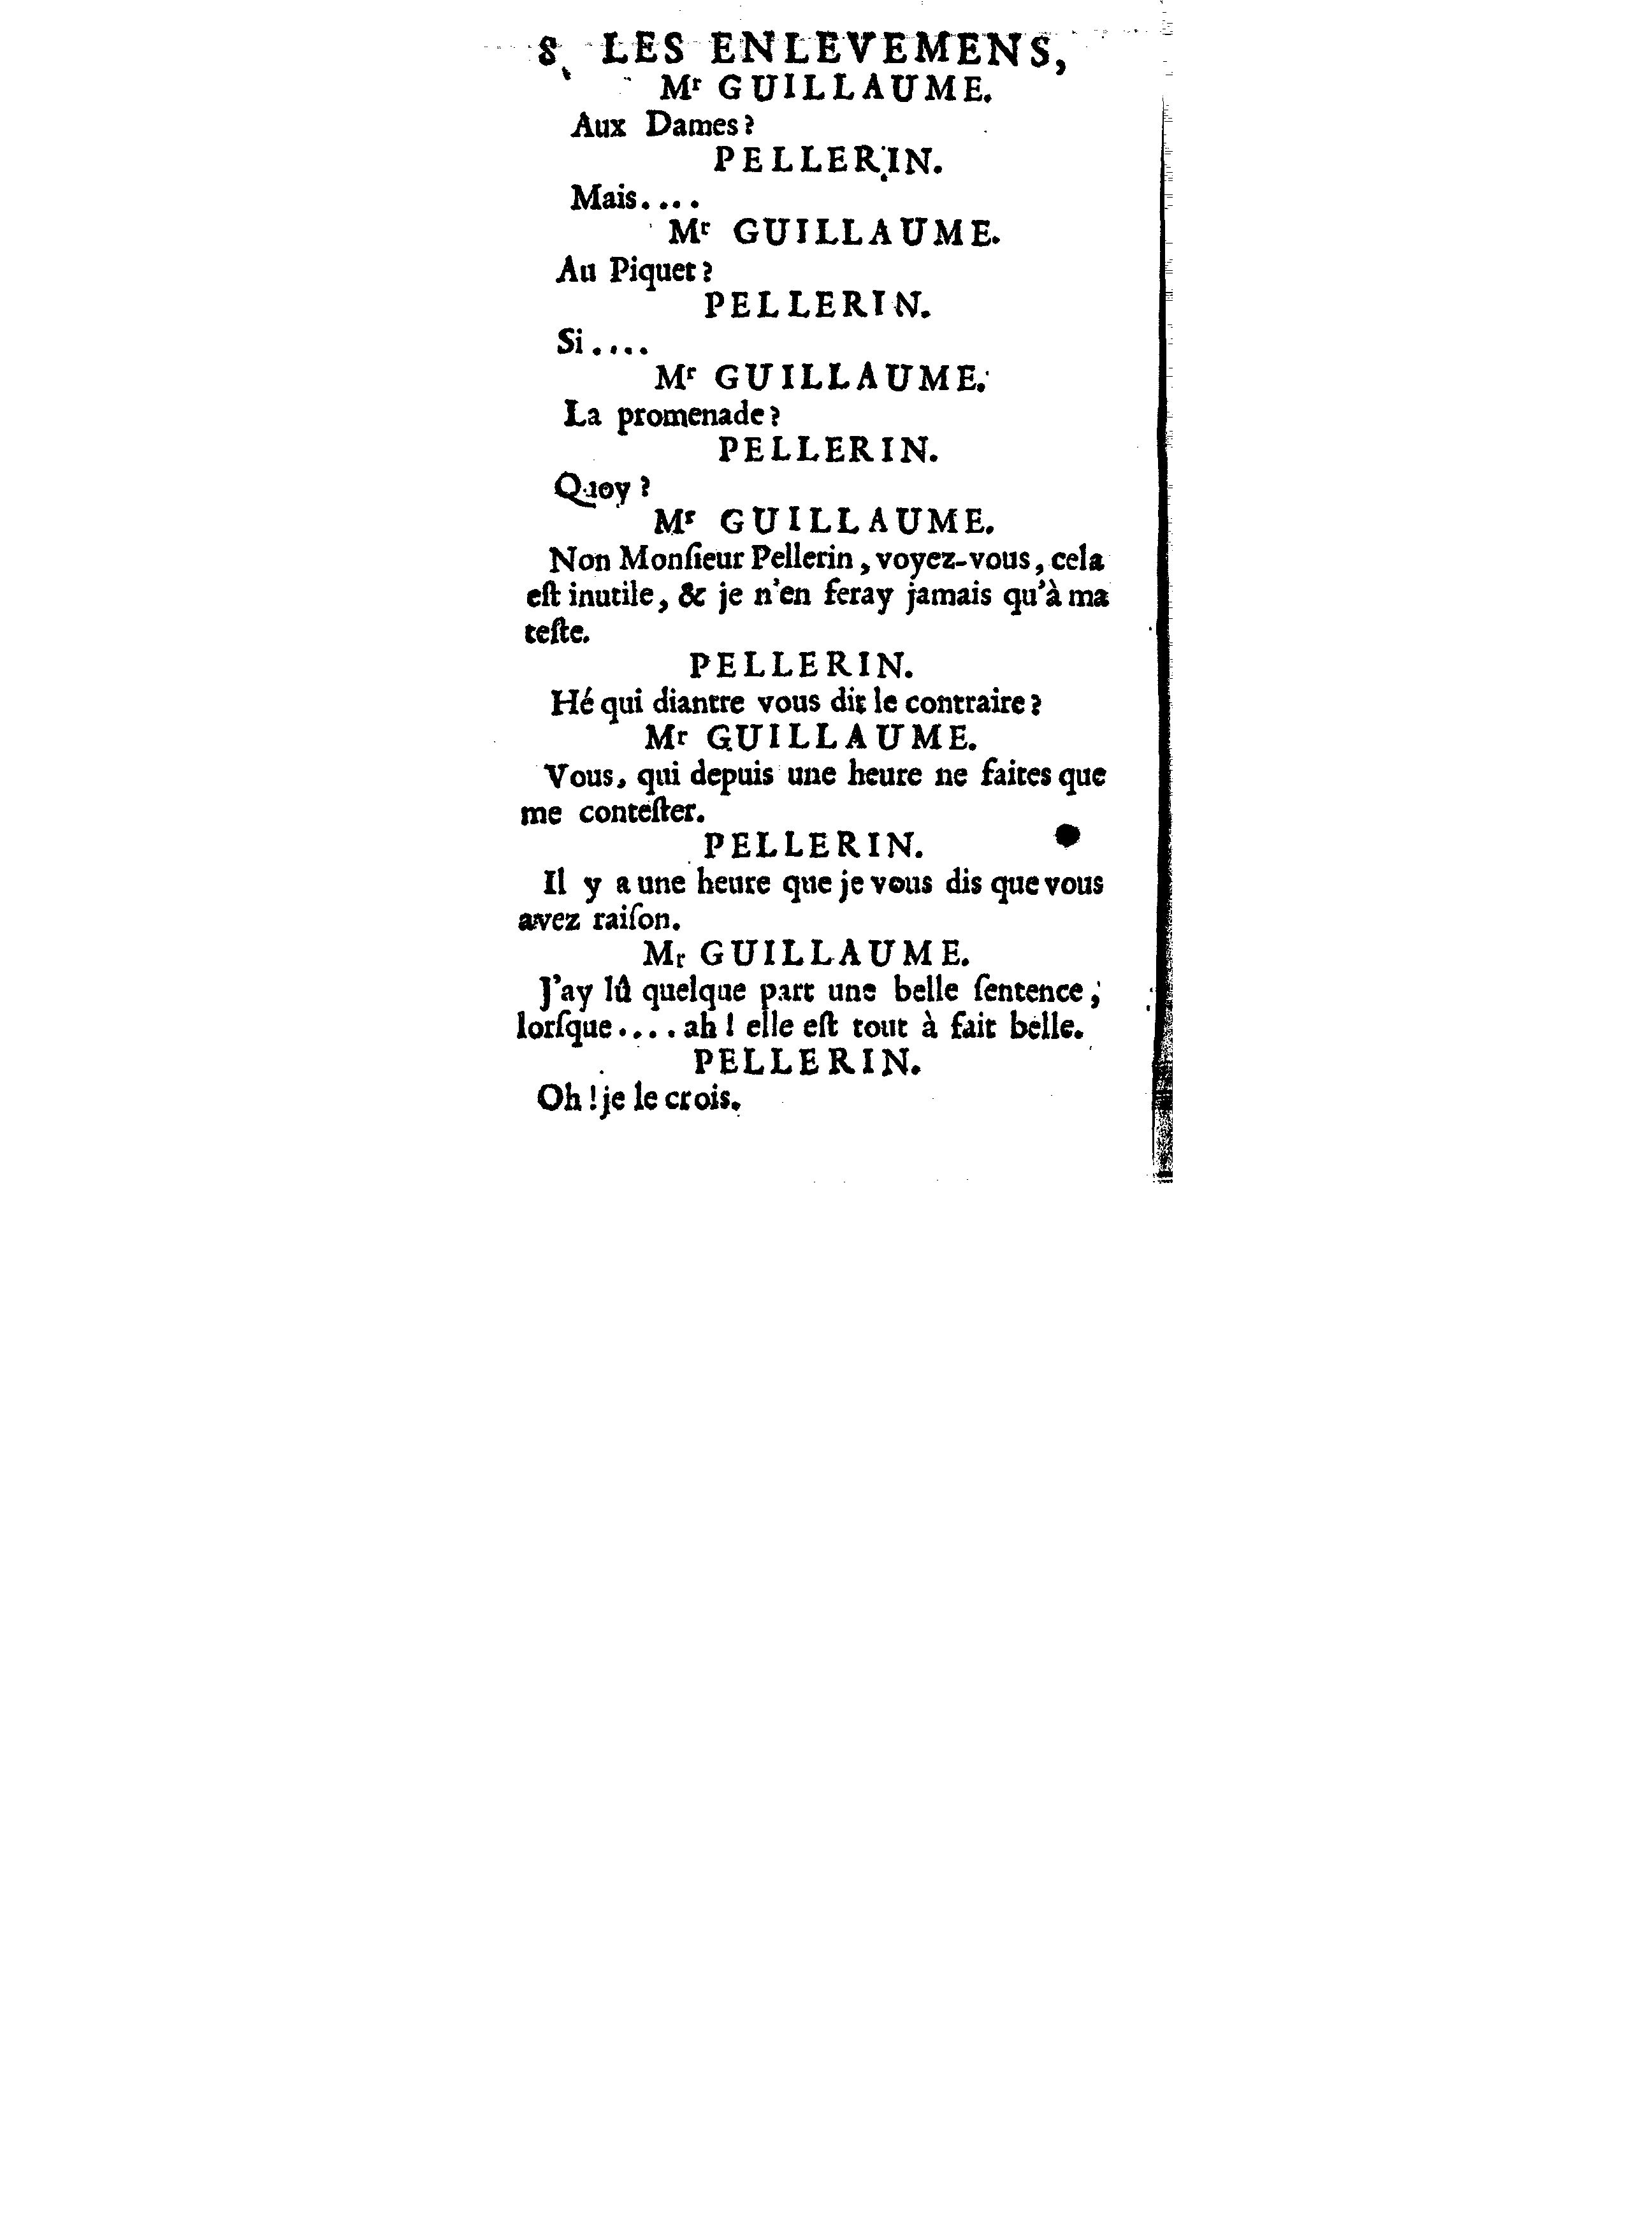 8 LES ENLEVEMENS,
Mr GUILLAUME.
Aux Dames?
PELLERIN.
Mais....
Mr GUILLAUME.
Au Piquet?
PELLERIN.
Si....
Mr GUILLAUME.
La promenade?
PELLERIN.
Quoy?
Mr GUILLAUME.
Non Monſieur Pellerin, voyez-vous, cela
eſt inutile, & je n'en feray jamais qu'à ma
teſte.
PELLERIN.
Hé qui diantre vous dit le contraire?
Mr GUILLAUME.
Vous, qui depuis une heure ne faites que
me conteſter.
PELLERIN.
Il y a une heure que je vous dis que vous
avez raiſon.
Mr GUILLAUME.
J'ay lû quelque part une belle ſentence,
lorſque.... ah! elle eſt tout à fait belle.
PELLERIN.
Oh! je le crois.